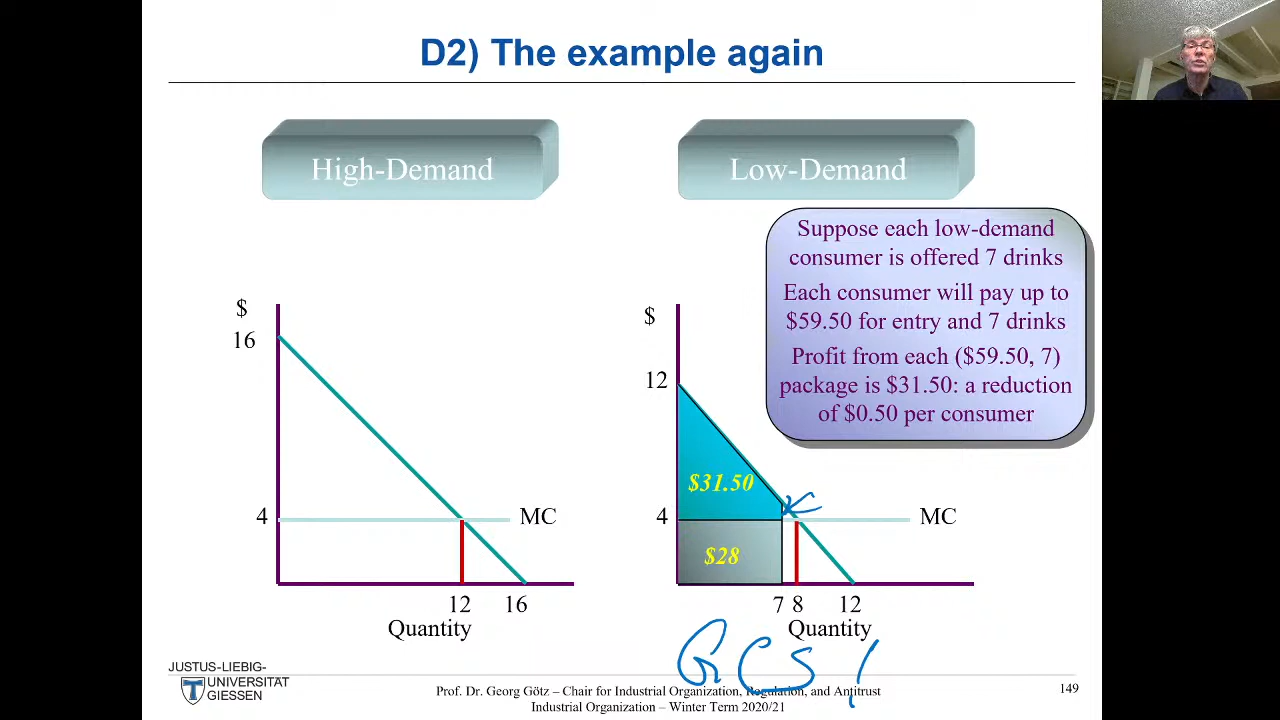 D2) The example again
High-Demand
Low-Demand
Suppose each low-demand
consumer is offered 7 drinks
Each consumer will pay up to
$59.50 for entry and 7 drinks
Profit from each ($59.50, 7)
package is $31.50: a reduction
of $0.50 per consumer
$
16
4
MC
12
16
Quantity
$
12
$31.50
4
MC
$28
7
8
12
Quantity
JUSTUS-LIEBIG-
UNIVERSITAT
GIESSEN
Prof. Dr. Georg Götz – Chair for Industrial Organization, Regulation, and Antitrust
Industrial Organization – Winter Term 2020/21
149